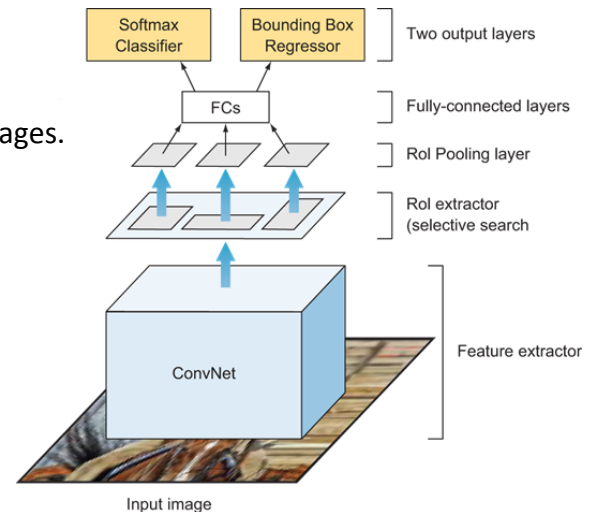 Softmax
Classifier
Bounding Box
Regressor
Two output layers
FCs
Fully-connected layers
ages.
RoI Pooling layer
RoI extractor
(selective search
ConvNet
Feature extractor
Input image